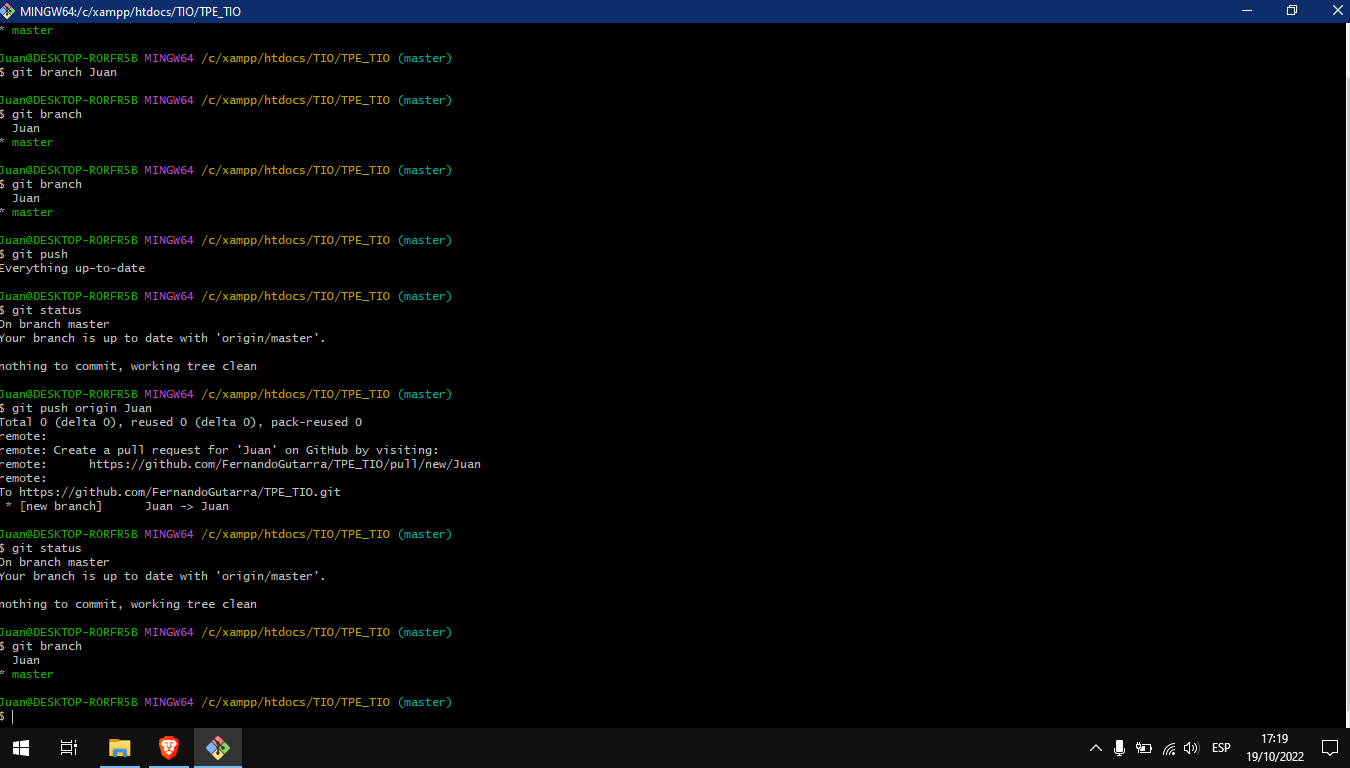 MINGW64:/c/xampp/htdocs/TIO/TPE_TIO
* master
Juan@DESKTOP-RORFR5B MINGW64 /c/xampp/htdocs/TIO/TPE_TIO (master)
$ git branch Juan
Juan@DESKTOP-RORFR5B MINGW64 /c/xampp/htdocs/TIO/TPE_TIO (master)
$ git branch
Juan
* master
Juan@DESKTOP-RORFR5B MINGW64 /c/xampp/htdocs/TIO/TPE_TIO (master)
$ git branch
Juan
* master
Juan@DESKTOP-RORFR5B MINGW64 /c/xampp/htdocs/TIO/TPE_TIO (master)
$ git push
Everything up-to-date
Juan@DESKTOP-RORFR5B MINGW64 /c/xampp/htdocs/TIO/TPE_TIO (master)
$ git status
On branch master
Your branch is up to date with 'origin/master'.
nothing to commit, working tree clean
Juan@DESKTOP-RORFR5B MINGW64 /c/xampp/htdocs/TIO/TPE_TIO (master)
$ git push origin Juan
Total 0 (delta 0), reused 0 (delta 0), pack-reused 0
remote:
remote: Create a pull request for 'Juan' on GitHub by visiting:
remote:      https://github.com/FernandoGutarra/TPE_TIO/pull/new/Juan
remote:
To https://github.com/FernandoGutarra/TPE_TIO.git
* [new branch]      Juan -> Juan
Juan@DESKTOP-RORFR5B MINGW64 /c/xampp/htdocs/TIO/TPE_TIO (master)
$ git status
On branch master
Your branch is up to date with 'origin/master'.
nothing to commit, working tree clean
Juan@DESKTOP-RORFR5B MINGW64 /c/xampp/htdocs/TIO/TPE_TIO (master)
$ git branch
Juan
* master
Juan@DESKTOP-RORFR5B MINGW64 /c/xampp/htdocs/TIO/TPE_TIO (master)
$
ESP
17:19
19/10/2022